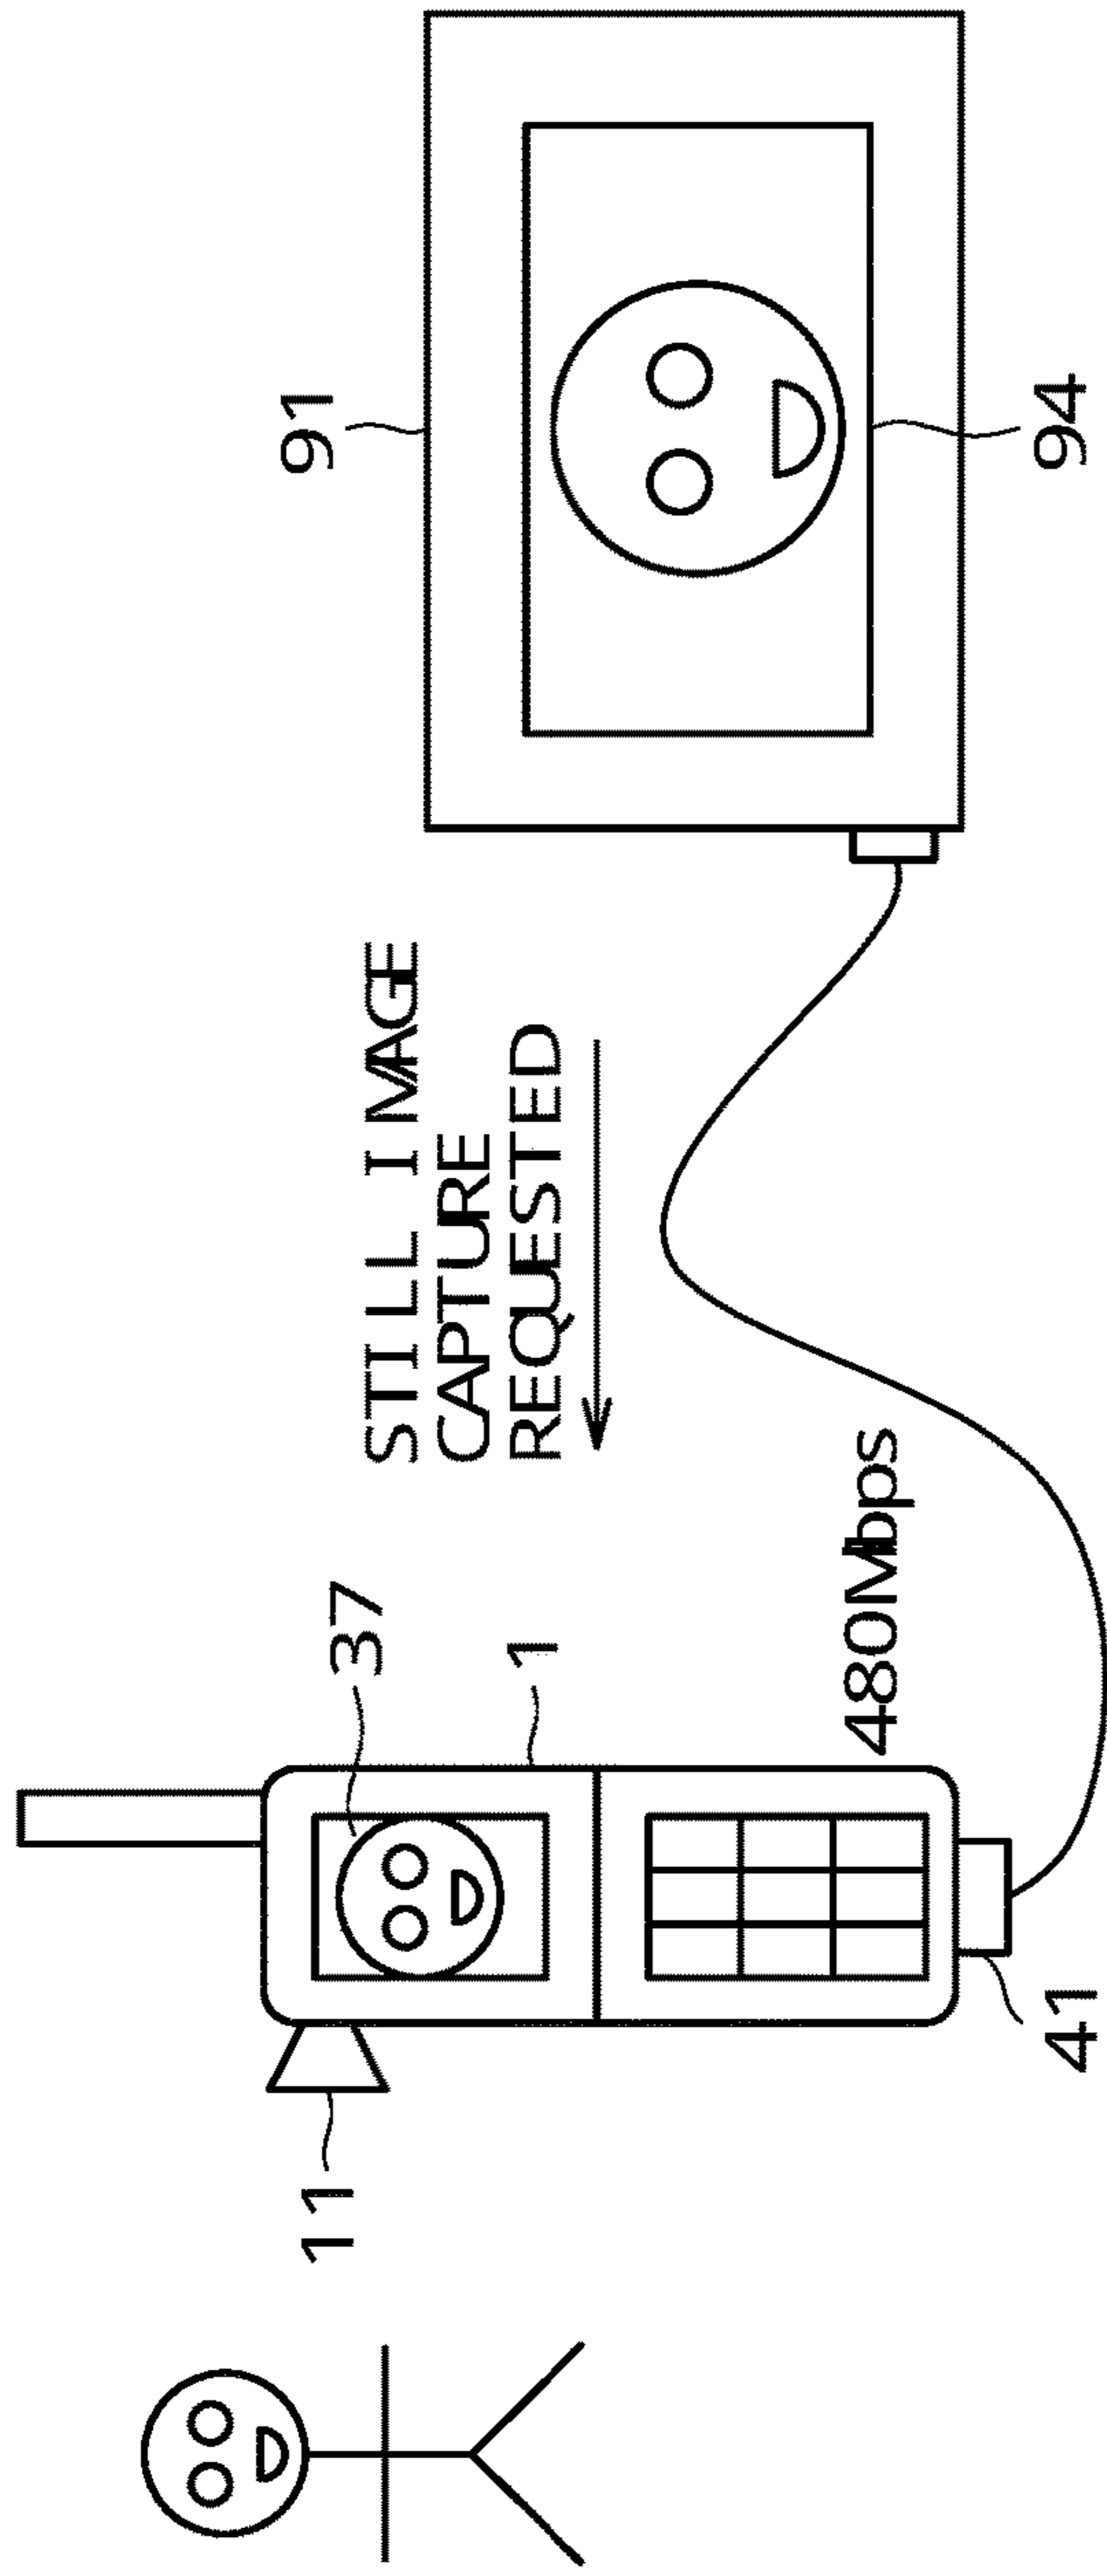 91
94
STILL IMAGE
CAPTURE
REQUESTED
37
1
480Mbps
11
41